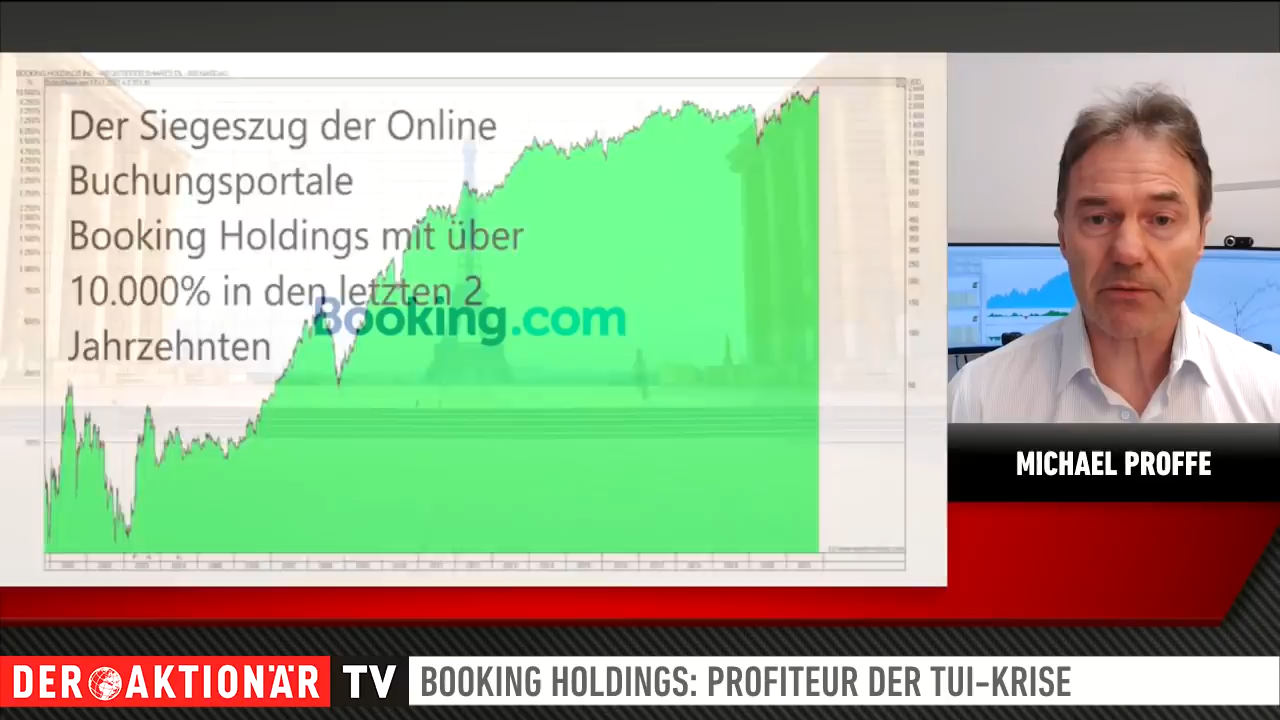 Der Siegeszug der Online
Buchungsportale
Booking Holdings mit über
10.000% in den letzten 2
Jahrzehnten
Booking.com
MICHAEL PROFFE
DER AKTIONÄR TV
BOOKING HOLDINGS: PROFITEUR DER TUI-KRISE